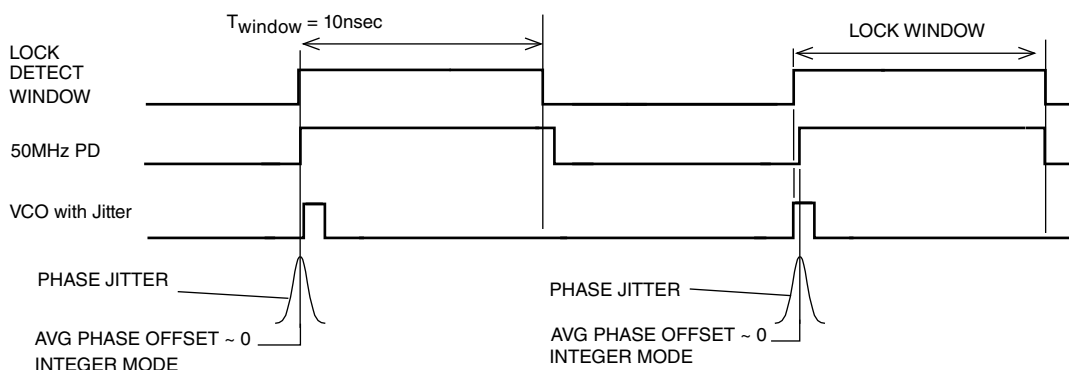 Twindow = 10nsec
LOCK WINDOW
LOCK
DETECT
WINDOW
50MHz PD
VCO with Jitter
PHASE JITTER
AVG PHASE OFFSET ~ 0
INTEGER MODE
PHASE JITTER
AVG PHASE OFFSET ~ 0
INTEGER MODE